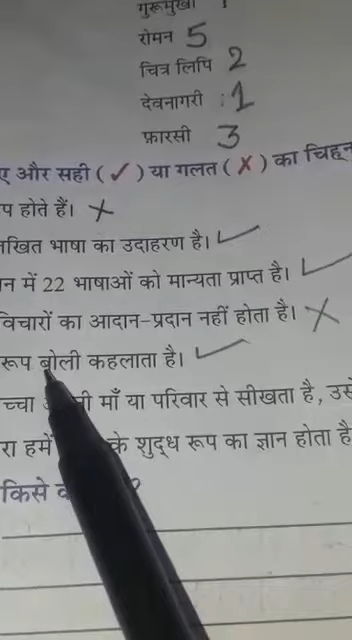 गुरुमुखी
रोमन 5
चित्र लिपि 2
देवनागरी : 1
फ़ारसी 3
ए और सही (✓) या गलत (✗) का चिह्न
प होते हैं। ✗
खित भाषा का उदाहरण है। ✓
न में 22 भाषाओं को मान्यता प्राप्त है। ✓
विचारों का आदान-प्रदान नहीं होता है। ✗
रूप बोली कहलाता है। ✓
च्चा माँ या परिवार से सीखता है, उसे
रा हमें के शुद्ध रूप का ज्ञान होता है
किसे